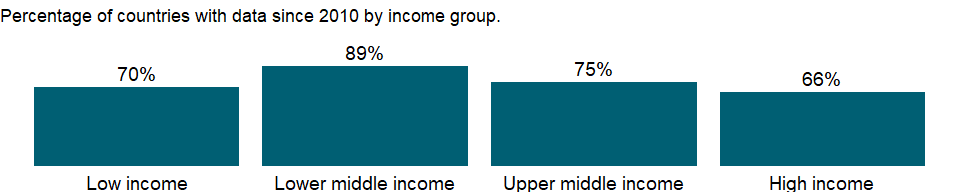 Percentage of countries with data since 2010 by income group.
70%
89%
75%
66%
Low income
Lower middle income
Upper middle income
High income